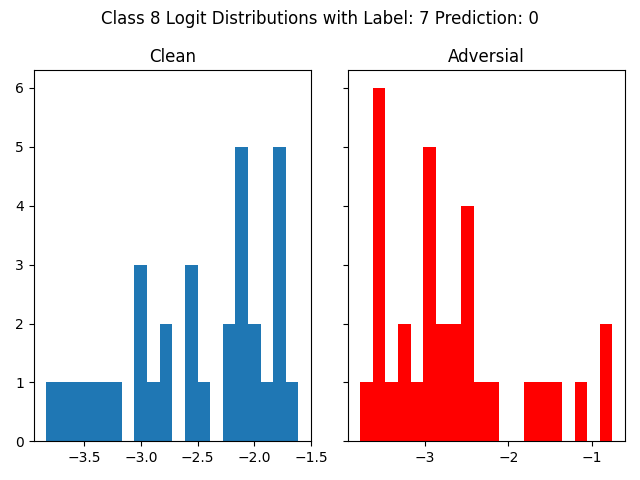 Class 8 Logit Distributions with Label: 7 Prediction: 0
Clean
Adversial
6
5
4
3
2
1
0
−3.5 −3.0 −2.5 −2.0 −1.5
−3 −2 −1